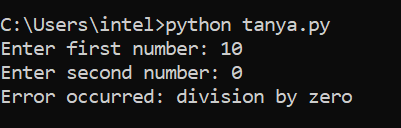 C:\Users\intel>python tanya.py
Enter first number: 10
Enter second number: 0
Error occurred: division by zero